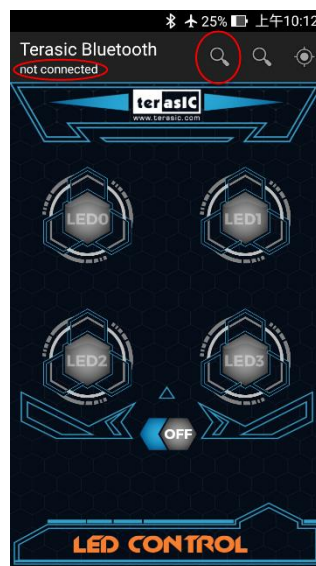 25% 上午10:12
Terasic Bluetooth
not connected
terasIC
www.terasic.com
LED0 LED1
LED2 LED3
OFF
LED CONTROL